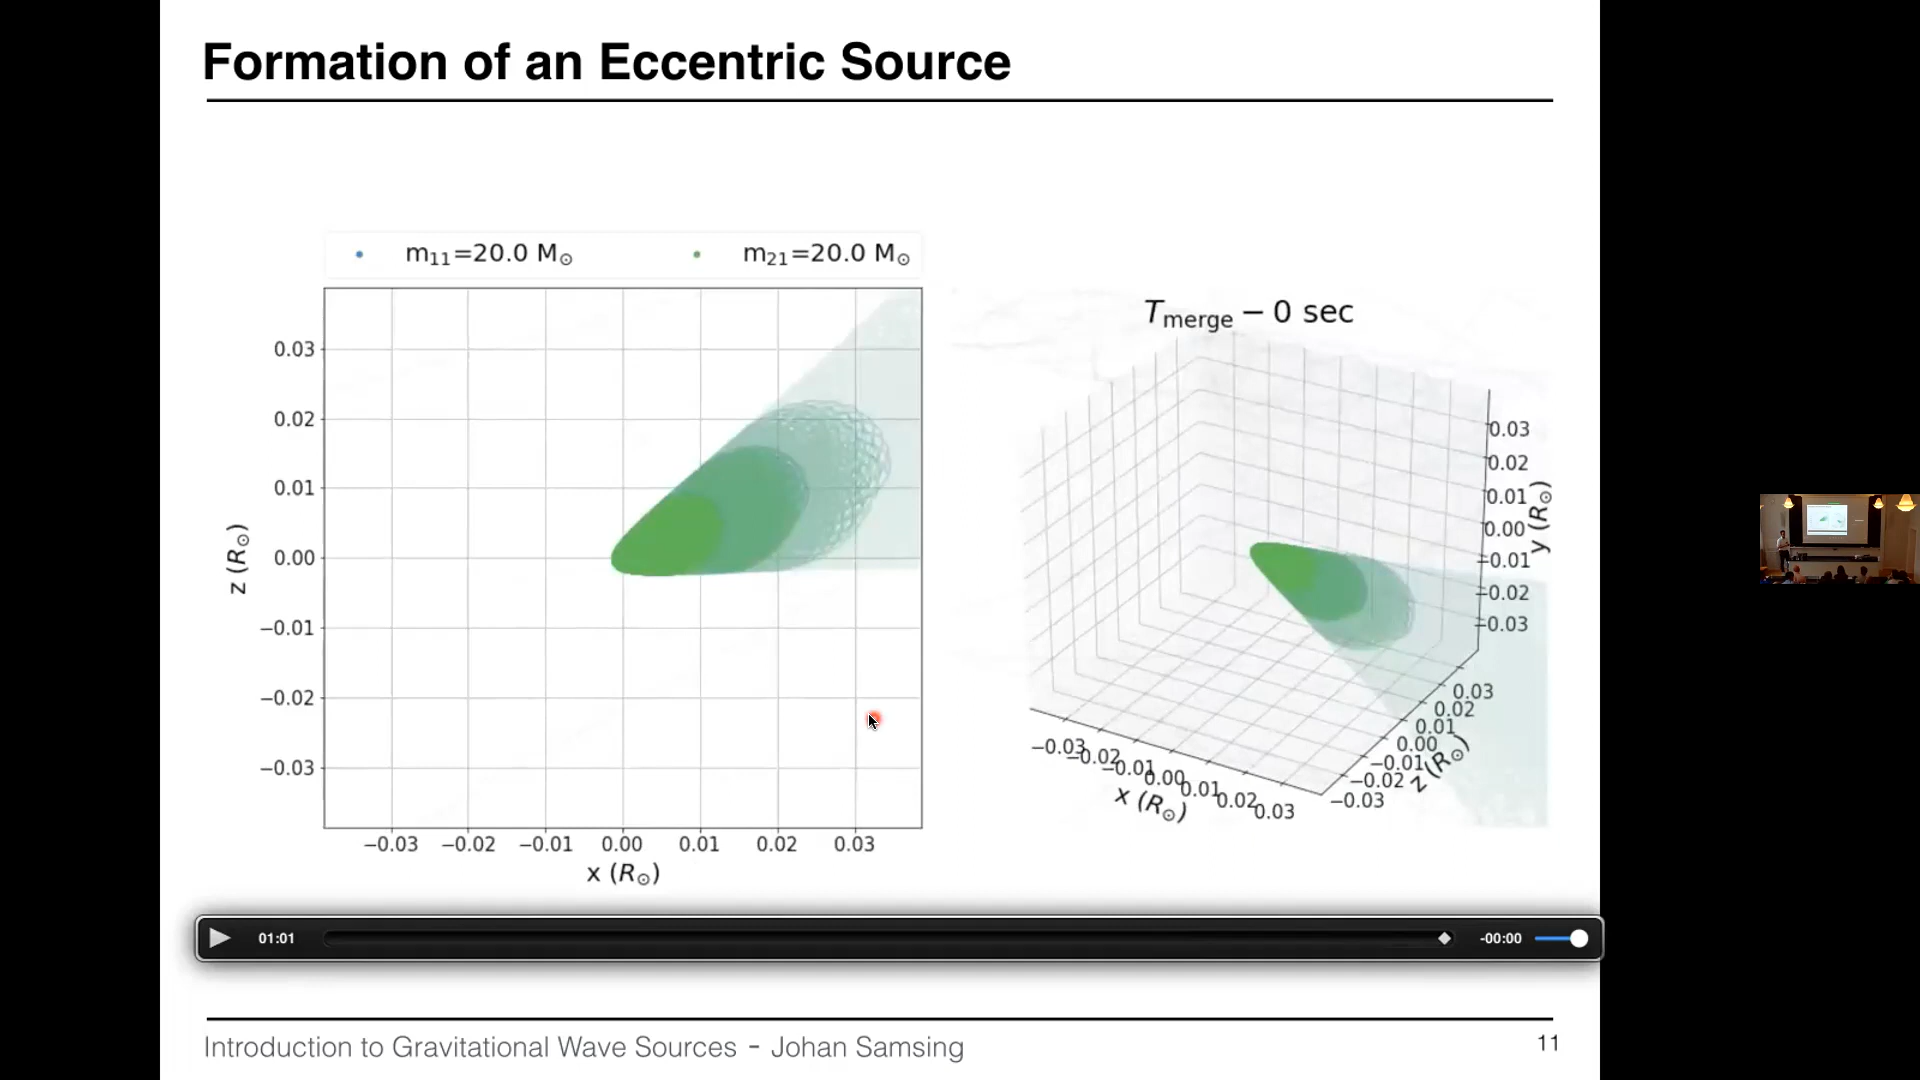 Formation of an Eccentric Source
m₁₁=20.0 M⊙
m₂₁=20.0 M⊙
0.03
0.02
0.01
0.00
−0.01
−0.02
−0.03
z (R⊙)
−0.03 −0.02 −0.01 0.00 0.01 0.02 0.03
x (R⊙)
Tmerge − 0 sec
0.03
0.02
0.01
0.00
−0.01
−0.02
−0.03
y (R⊙)
0.03
0.02
0.01
0.00
−0.01
−0.02
−0.03
z (R⊙)
−0.03 −0.02 −0.01 0.00 0.01 0.02 0.03
x (R⊙)
01:01
-00:00
Introduction to Gravitational Wave Sources - Johan Samsing
11